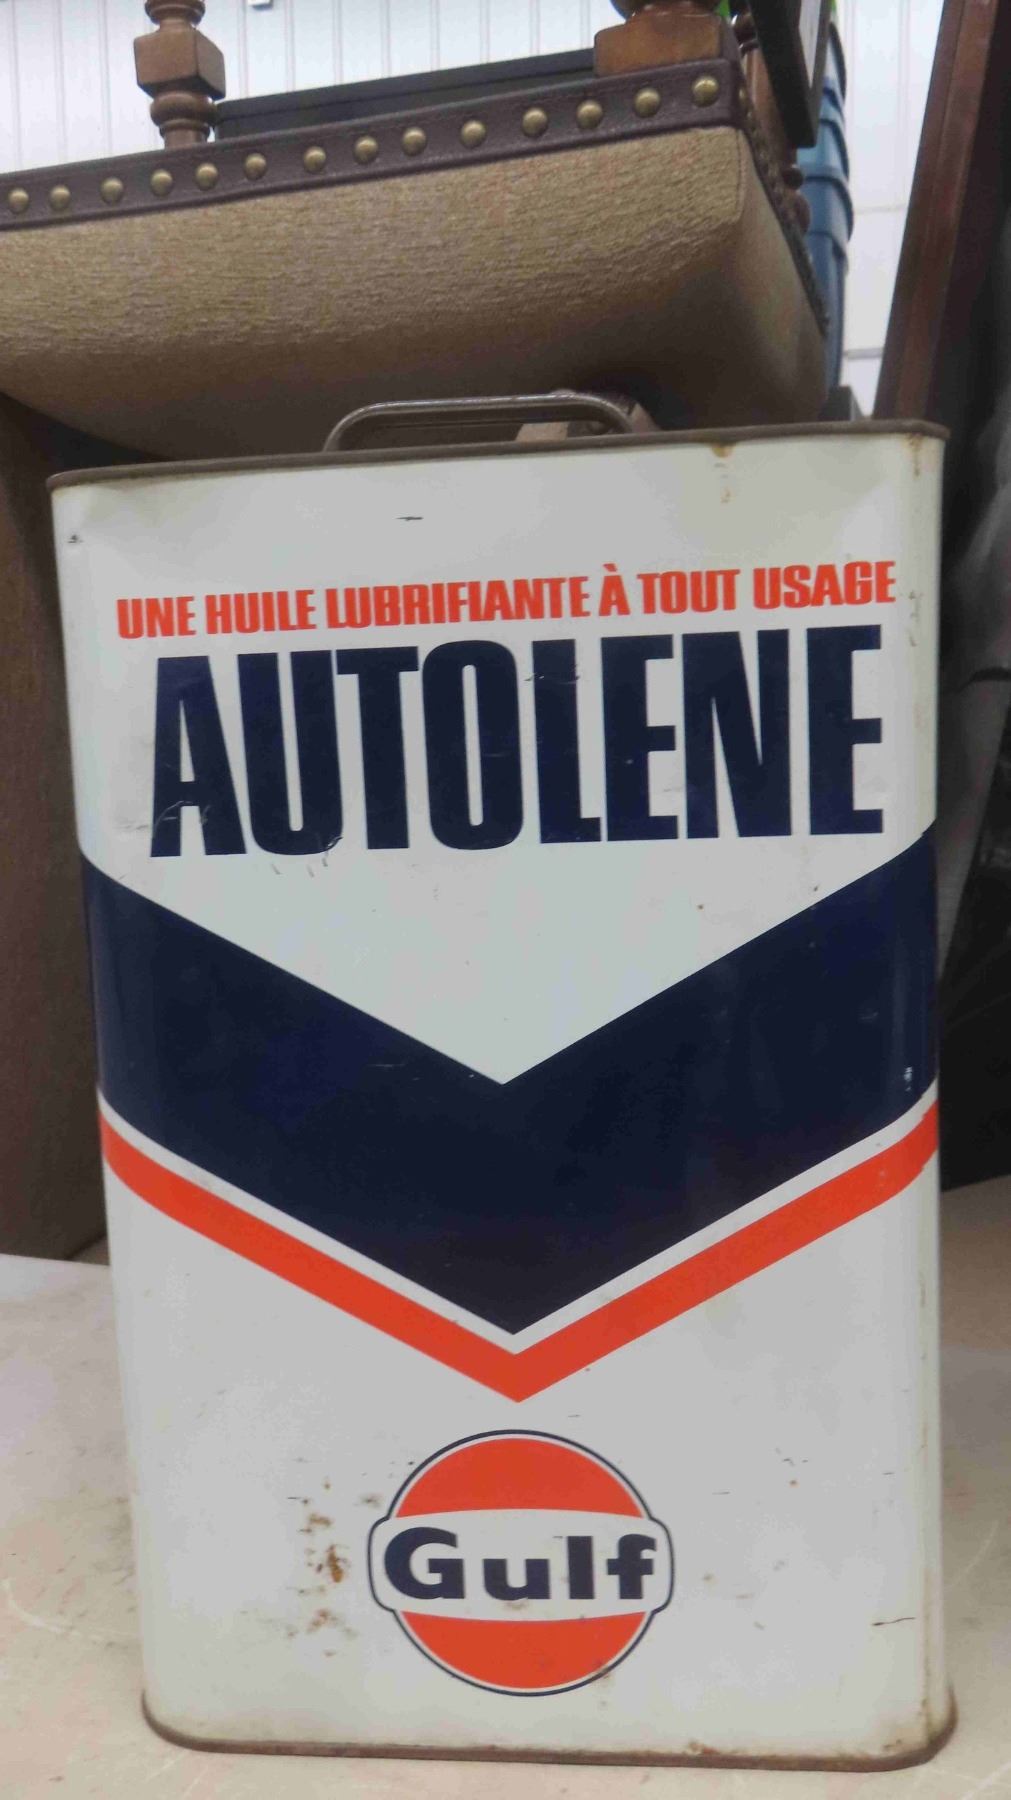 UNE HUILE LUBRIFIANTE À TOUT USAGE
AUTOLENE
Gulf